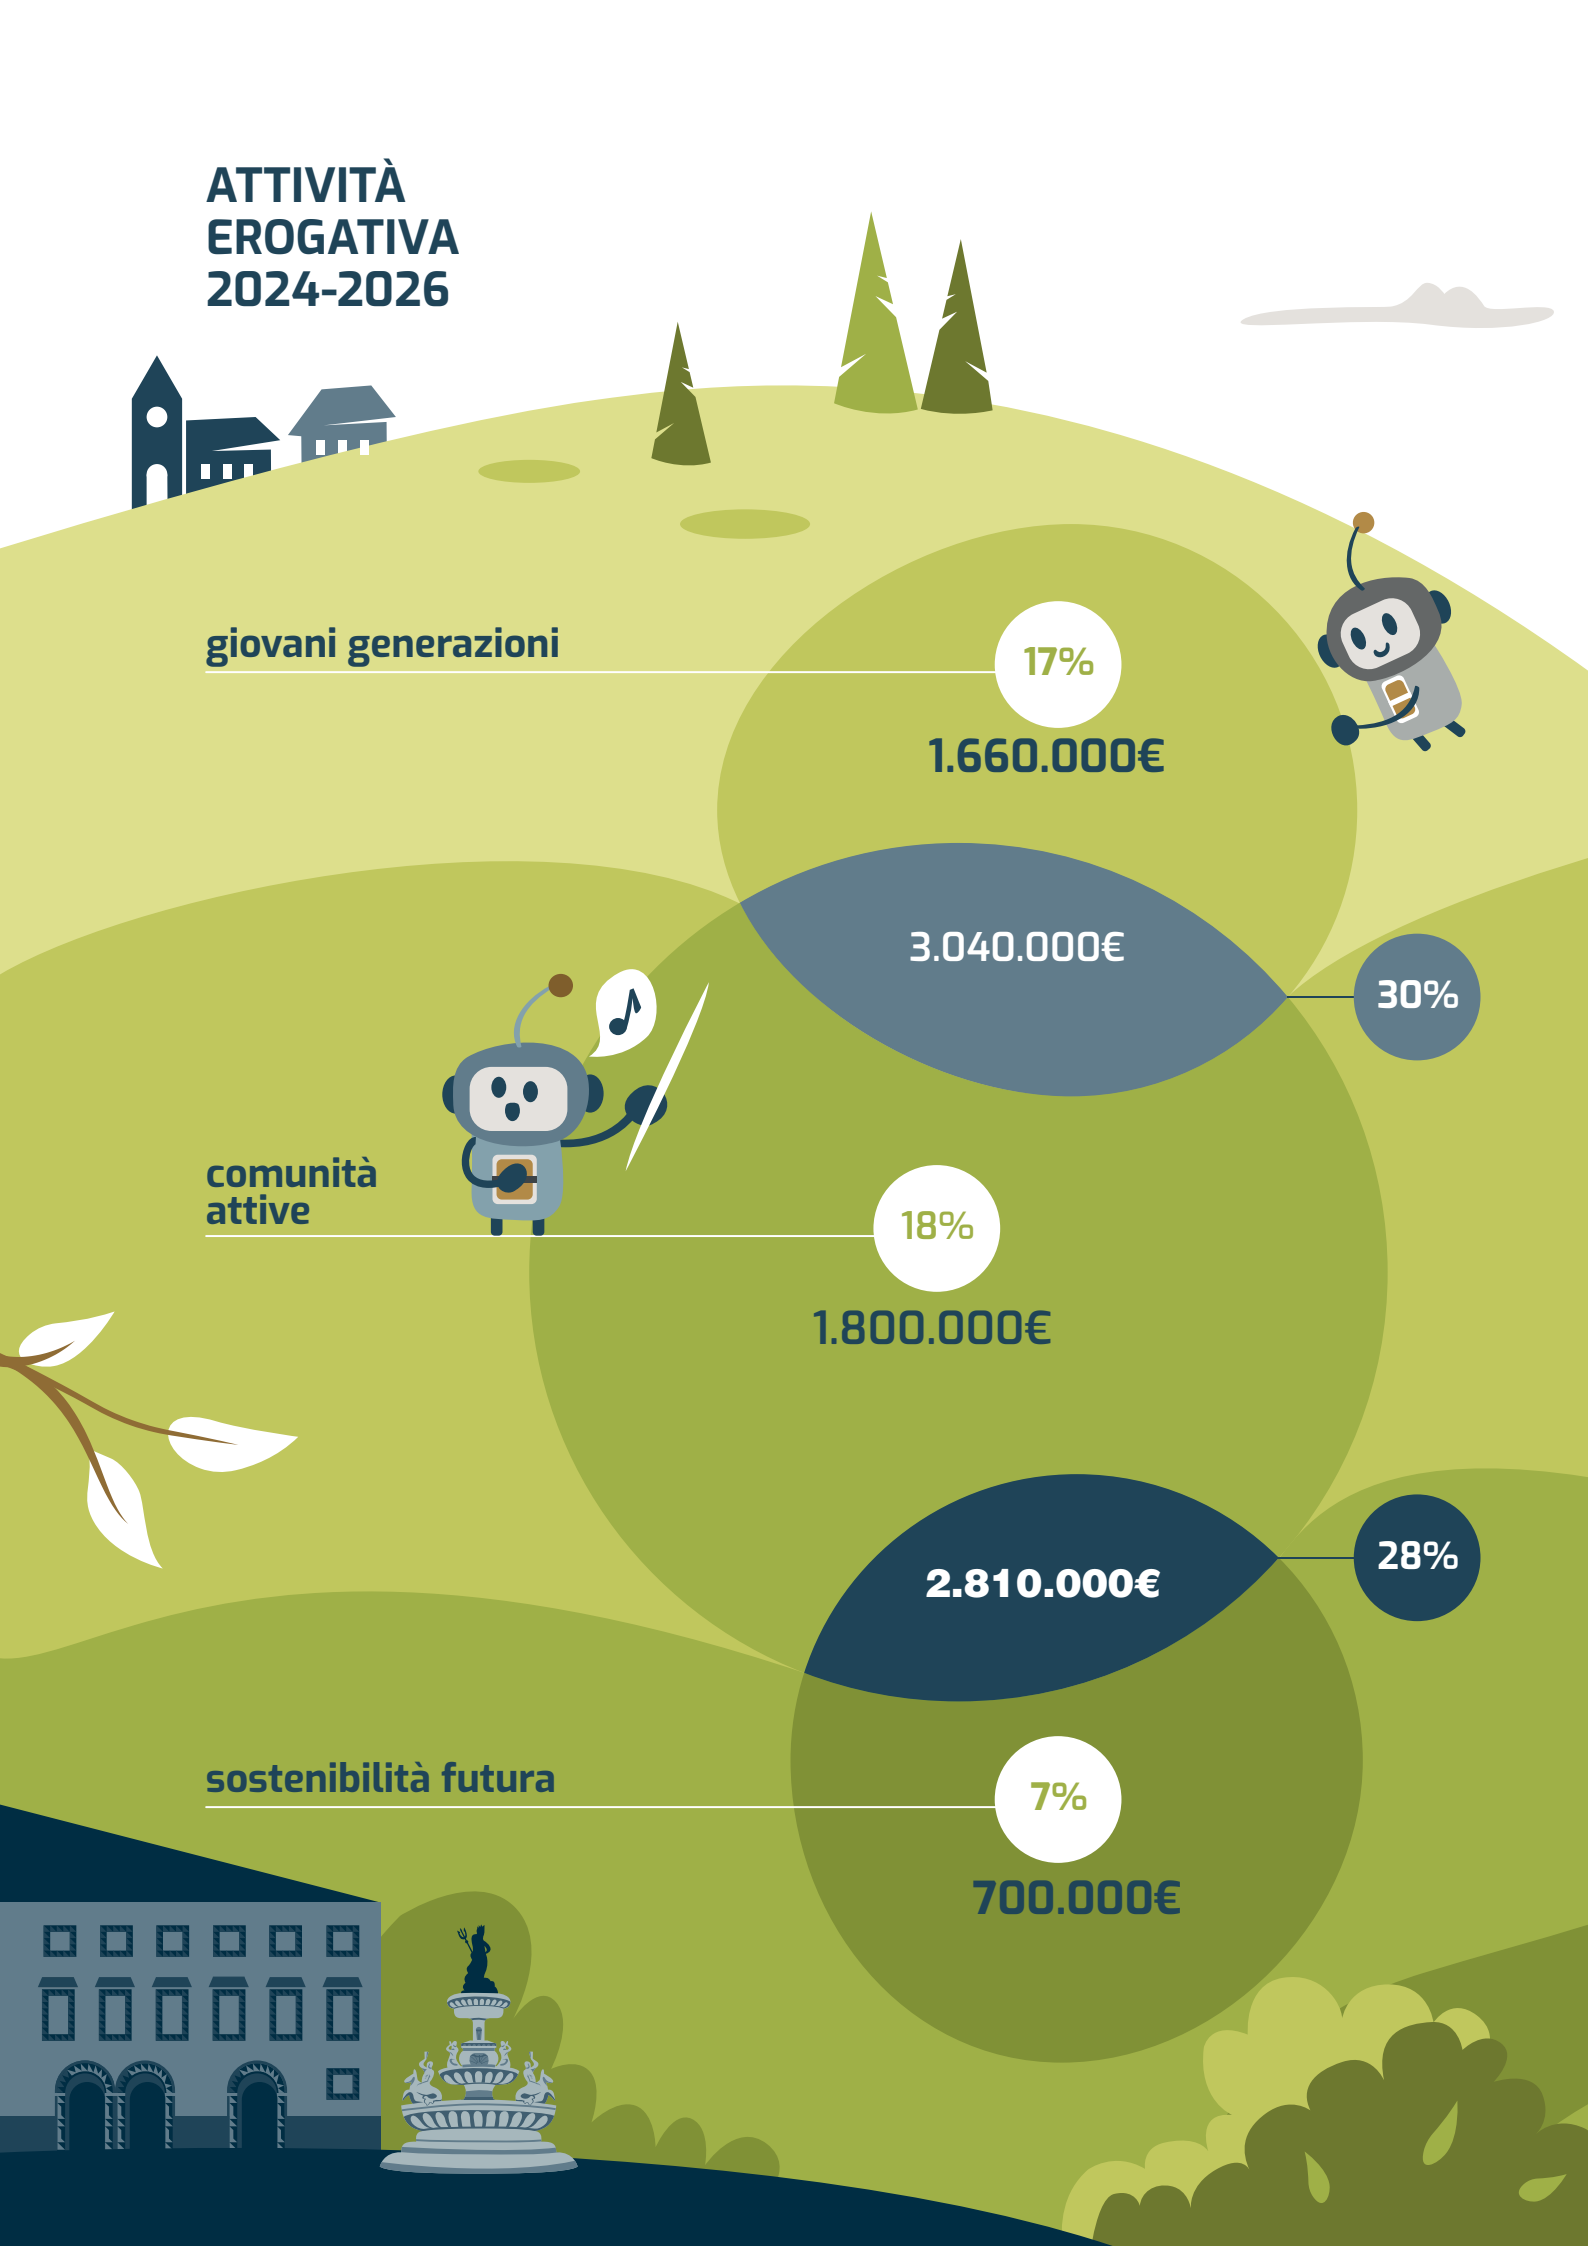 ATTIVITÀ
EROGATIVA
2024-2026
giovani generazioni
17%
1.660.000€
3.040.000€
30%
comunità
attive
18%
1.800.000€
2.810.000€
28%
sostenibilità futura
7%
700.000€